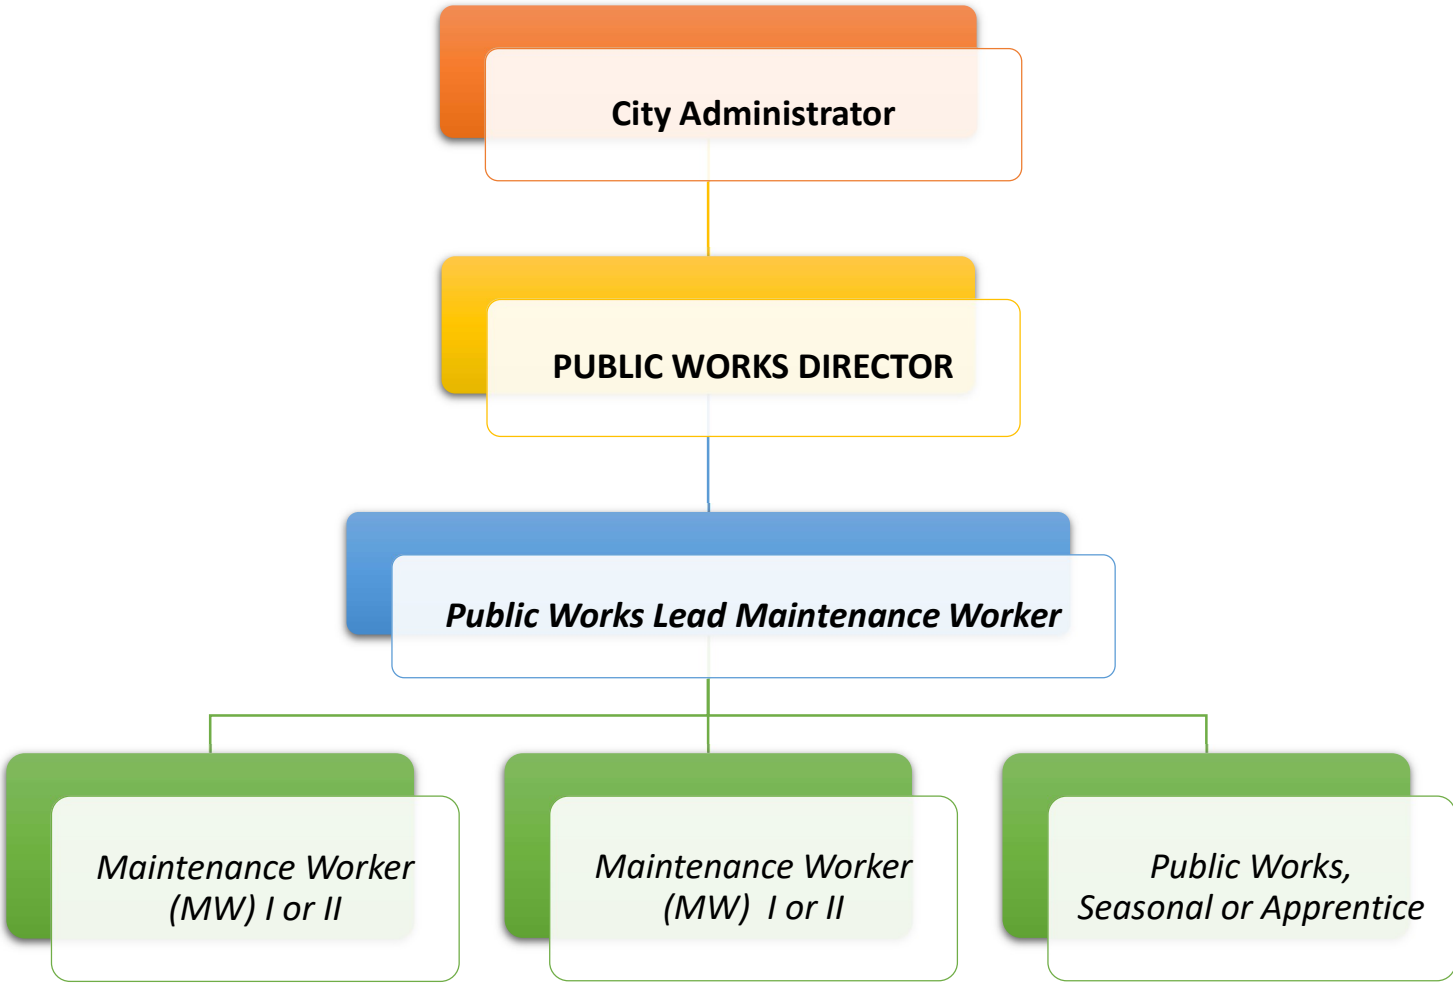 City Administrator
PUBLIC WORKS DIRECTOR
Public Works Lead Maintenance Worker
Maintenance Worker
(MW) I or II
Maintenance Worker
(MW)  I or II
Public Works,
Seasonal or Apprentice